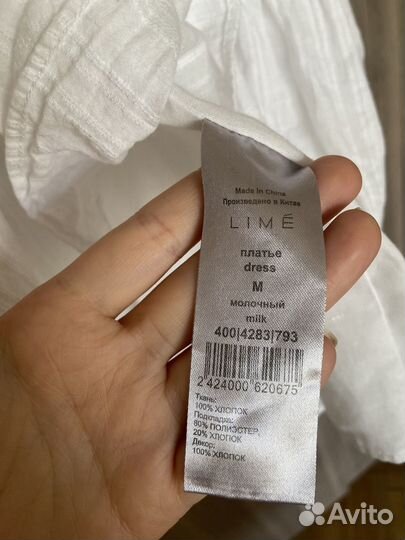 Made In China
Произведено в Китае
LIMÉ
платье
dress
M
молочный
milk
400|4283|793
2 424000 620675
Ткань:
100% ХЛОПОК
Подкладка:
80% ПОЛИЭСТЕР,
20% ХЛОПОК
Декор:
100% ХЛОПОК
Avito